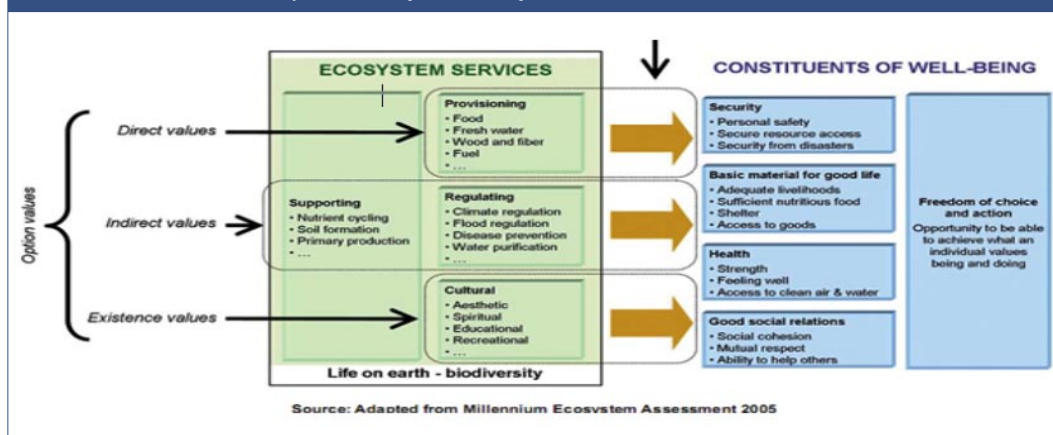 ECOSYSTEM SERVICES
CONSTITUENTS OF WELL-BEING
Option values
Direct values
Indirect values
Existence values
Supporting
• Nutrient cycling
• Soil formation
• Primary production
• ...
Provisioning
• Food
• Fresh water
• Wood and fiber
• Fuel
• ...
Regulating
• Climate regulation
• Flood regulation
• Disease prevention
• Water purification
• ...
Cultural
• Aesthetic
• Spiritual
• Educational
• Recreational
• ...
Life on earth - biodiversity
Security
• Personal safety
• Secure resource access
• Security from disasters
Basic material for good life
• Adequate livelihoods
• Sufficient nutritious food
• Shelter
• Access to goods
Health
• Strength
• Feeling well
• Access to clean air & water
Good social relations
• Social cohesion
• Mutual respect
• Ability to help others
Freedom of choice
and action
Opportunity to be able
to achieve what an
individual values
being and doing
Source: Adapted from Millennium Ecosystem Assessment 2005